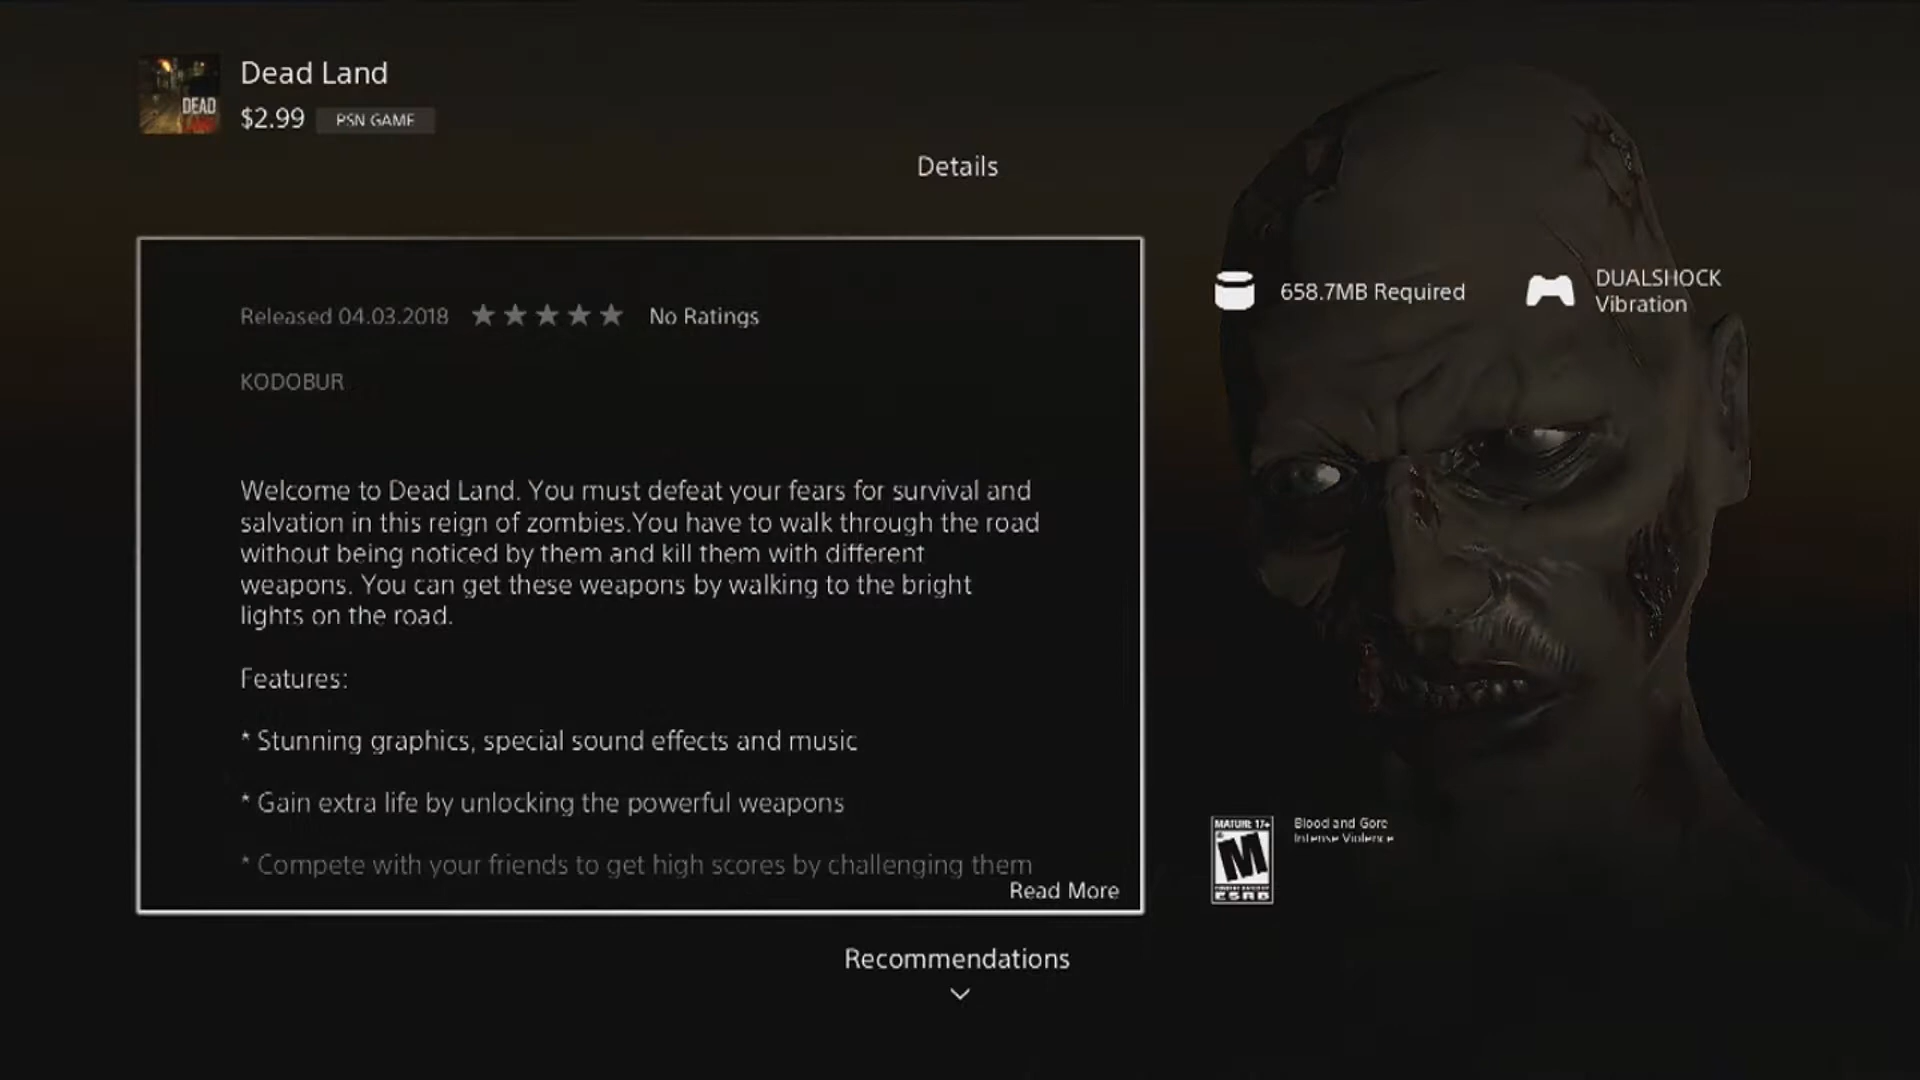 Dead Land
DEAD
$2.99 PSN GAME
Details
Released 04.03.2018 No Ratings
KODOBUR
Welcome to Dead Land. You must defeat your fears for survival and
salvation in this reign of zombies.You have to walk through the road
without being noticed by them and kill them with different
weapons. You can get these weapons by walking to the bright
lights on the road.
Features:
* Stunning graphics, special sound effects and music
* Gain extra life by unlocking the powerful weapons
* Compete with your friends to get high scores by challenging them
Read More
658.7MB Required
DUALSHOCK
Vibration
MATURE 17+
M
ESRB
Blood and Gore
Intense Violence
Recommendations